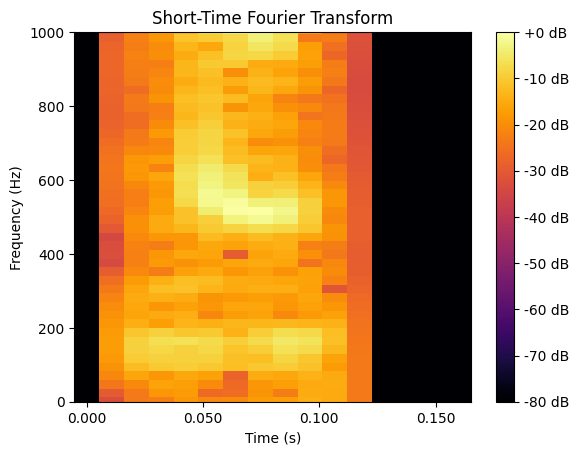 Short-Time Fourier Transform
Frequency (Hz)
1000
800
600
400
200
0
0.000
0.050
0.100
0.150
Time (s)
+0 dB
-10 dB
-20 dB
-30 dB
-40 dB
-50 dB
-60 dB
-70 dB
-80 dB